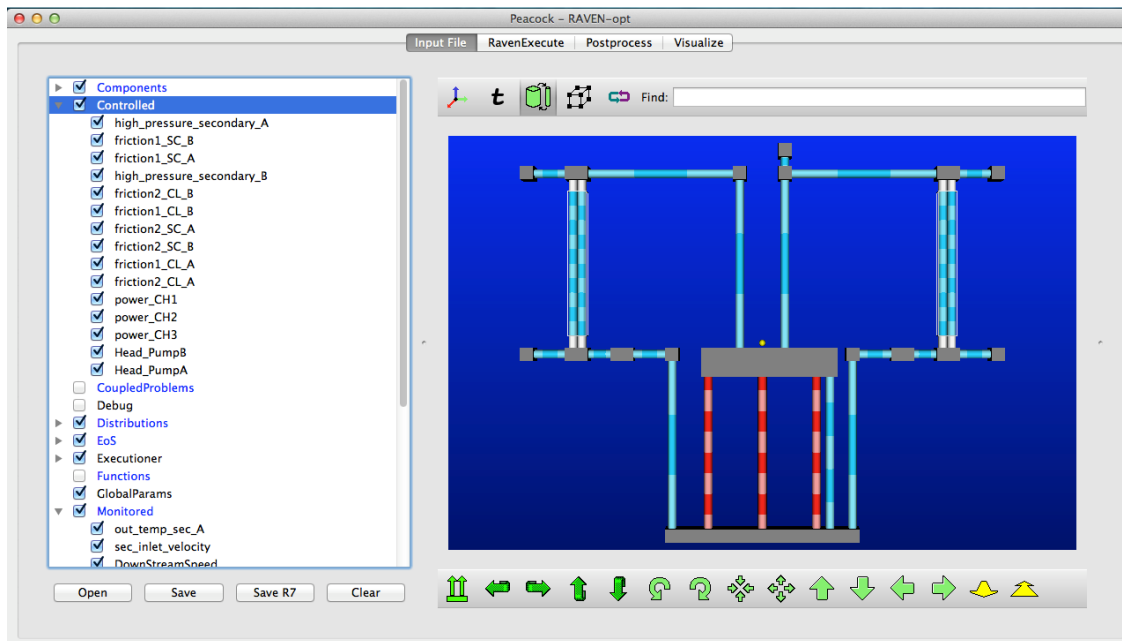 Peacock - RAVEN-opt
Input File RavenExecute Postprocess Visualize
Components
Controlled
high_pressure_secondary_A
friction1_SC_B
friction1_SC_A
high_pressure_secondary_B
friction2_CL_B
friction1_CL_B
friction2_SC_A
friction2_SC_B
friction1_CL_A
friction2_CL_A
power_CH1
power_CH2
power_CH3
Head_PumpB
Head_PumpA
CoupledProblems
Debug
Distributions
EoS
Executioner
Functions
GlobalParams
Monitored
out_temp_sec_A
sec_inlet_velocity
DownStreamSpeed
Open Save Save R7 Clear
t Find: